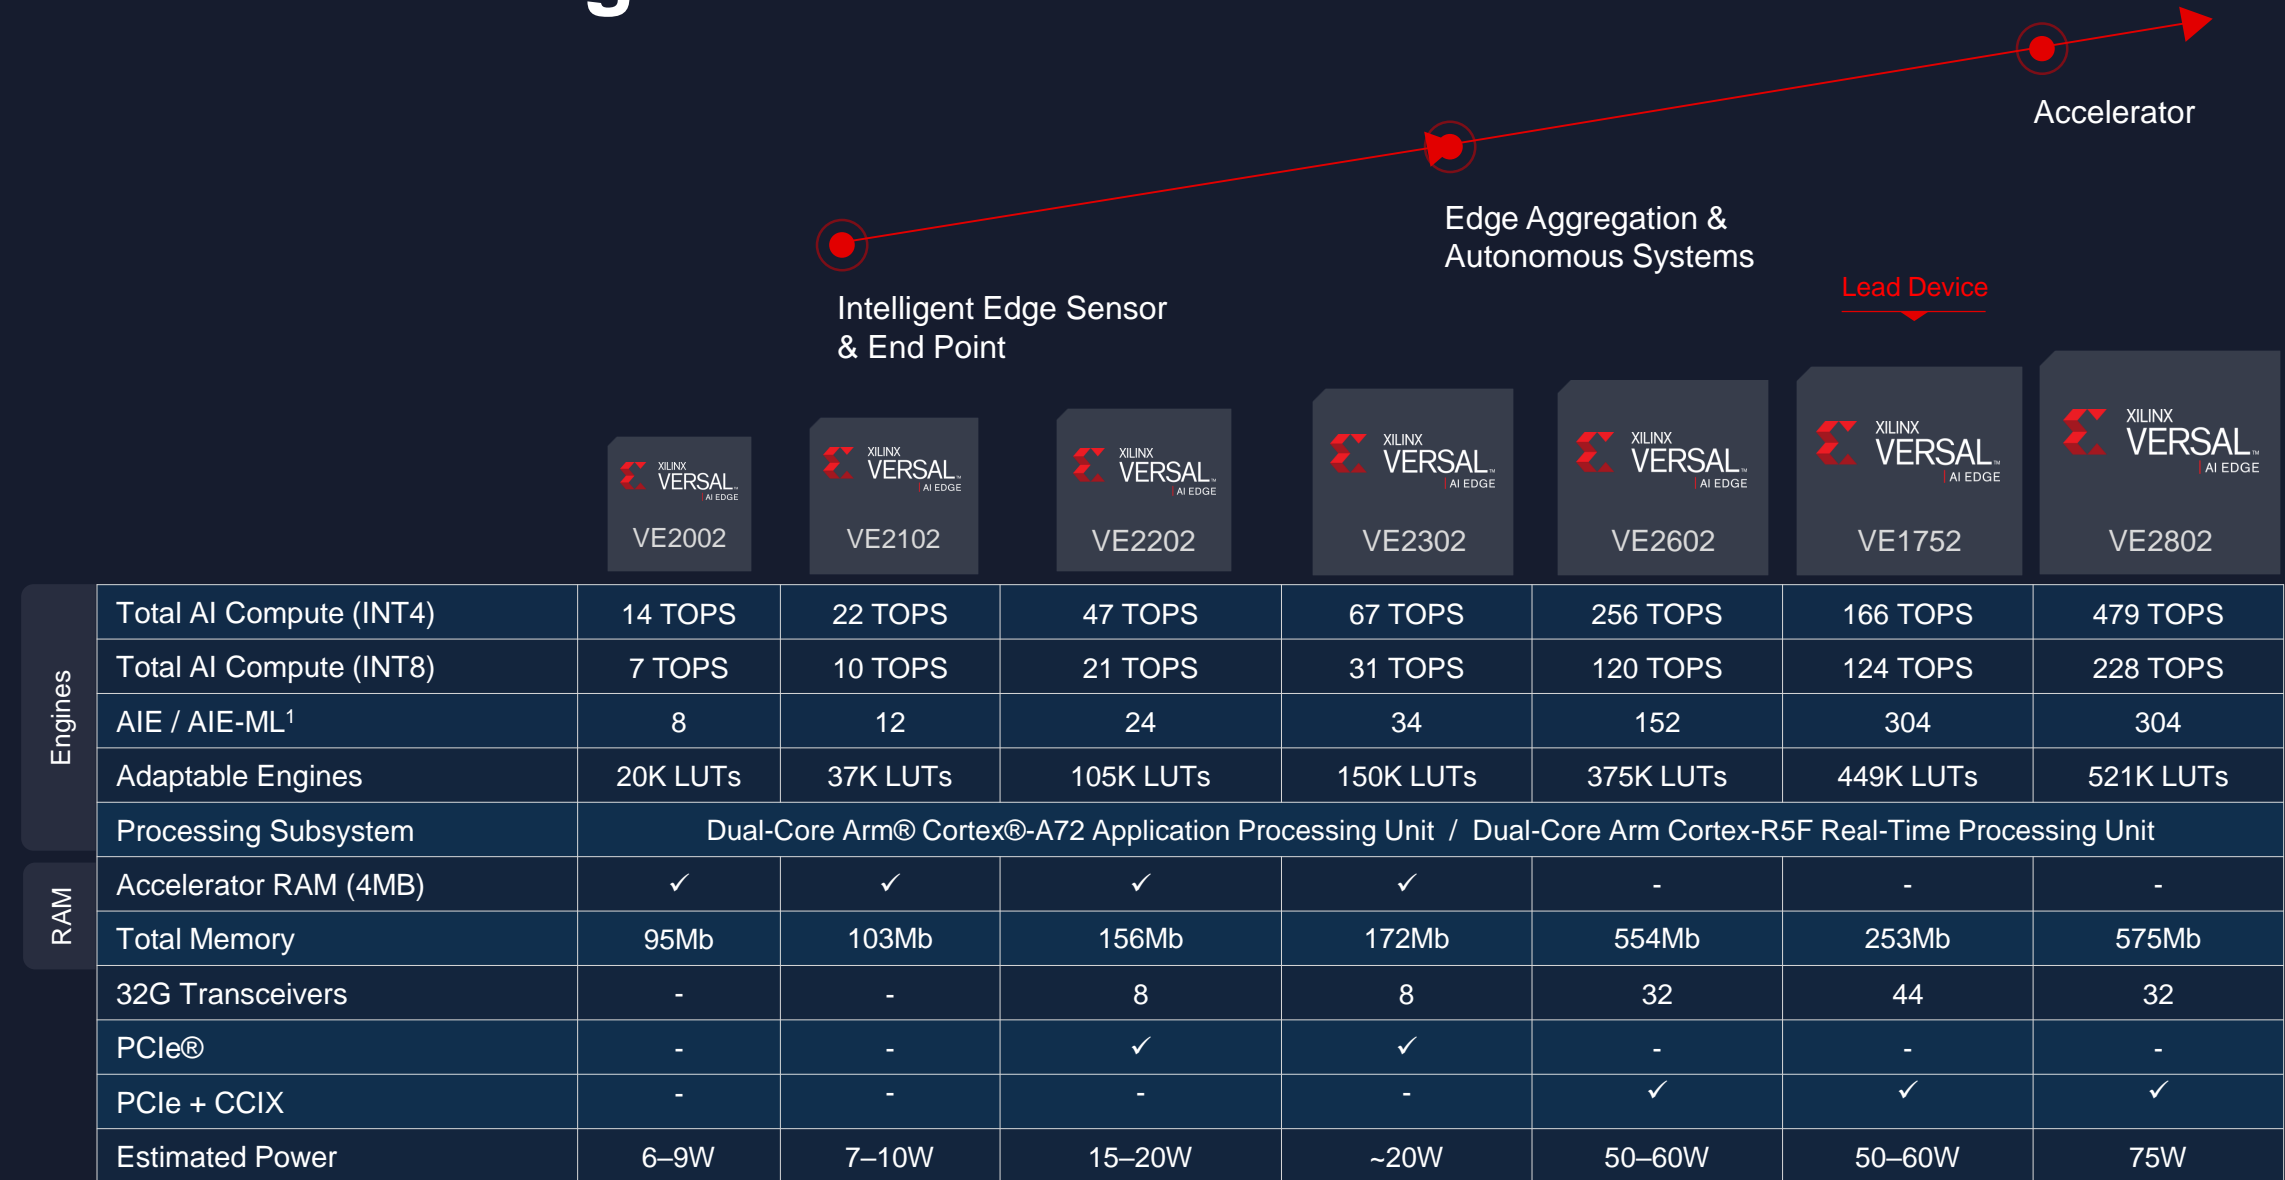 Accelerator
Edge Aggregation &
Autonomous Systems
Lead Device
Intelligent Edge Sensor
& End Point
XILINX
VERSAL™
AI EDGE
VE2002
XILINX
VERSAL™
AI EDGE
VE2102
XILINX
VERSAL™
AI EDGE
VE2202
XILINX
VERSAL™
AI EDGE
VE2302
XILINX
VERSAL™
AI EDGE
VE2602
XILINX
VERSAL™
AI EDGE
VE1752
XILINX
VERSAL™
AI EDGE
VE2802
Engines
Total AI Compute (INT4) 14 TOPS 22 TOPS 47 TOPS 67 TOPS 256 TOPS 166 TOPS 479 TOPS
Total AI Compute (INT8) 7 TOPS 10 TOPS 21 TOPS 31 TOPS 120 TOPS 124 TOPS 228 TOPS
AIE / AIE-ML¹ 8 12 24 34 152 304 304
Adaptable Engines 20K LUTs 37K LUTs 105K LUTs 150K LUTs 375K LUTs 449K LUTs 521K LUTs
Processing Subsystem Dual-Core Arm® Cortex®-A72 Application Processing Unit / Dual-Core Arm Cortex-R5F Real-Time Processing Unit
RAM
Accelerator RAM (4MB) ✓ ✓ ✓ ✓ - - -
Total Memory 95Mb 103Mb 156Mb 172Mb 554Mb 253Mb 575Mb
32G Transceivers - - 8 8 32 44 32
PCIe® - - ✓ ✓ - - -
PCIe + CCIX - - - - ✓ ✓ ✓
Estimated Power 6–9W 7–10W 15–20W ~20W 50–60W 50–60W 75W